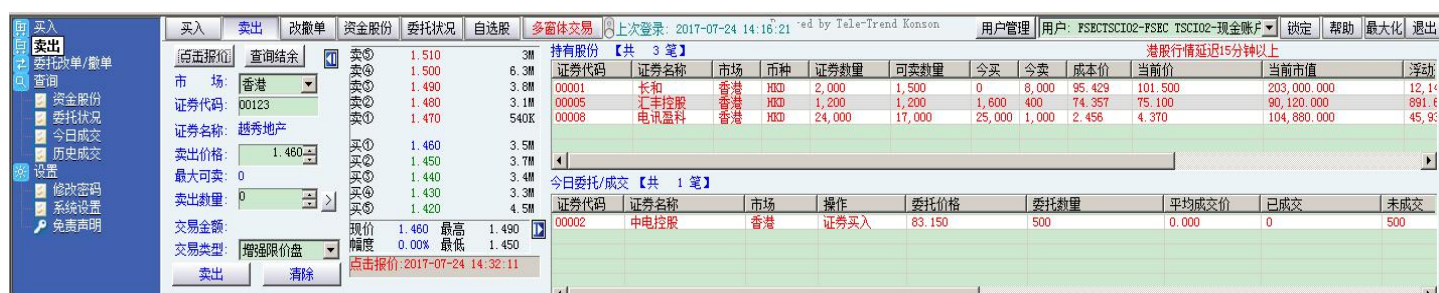 买入 卖出 改撤单 资金股份 委托状况 自选股 多窗体交易 上次登录: 2017-07-24 14:16:21 ed by Tele-Trend Konson 用户管理 用户: FSECTSCI02-FSEC TSCI02-现金账户 锁定 帮助 最大化 退出
买入
卖出
委托改单/撤单
查询
资金股份
委托状况
今日成交
历史成交
设置
修改密码
系统设置
免责声明
点击报价 查询结余
市 场: 香港
证券代码: 00123
证券名称: 越秀地产
卖出价格: 1.460
最大可卖: 0
卖出数量: 0 >
交易金额:
交易类型: 增强限价盘
卖出 清除
卖⑤ 1.510 3M
卖④ 1.500 6.3M
卖③ 1.490 3.8M
卖② 1.480 3.1M
卖① 1.470 540K
买① 1.460 3.5M
买② 1.450 3.7M
买③ 1.440 3.4M
买④ 1.430 3.3M
买⑤ 1.420 4.5M
现价 1.460 最高 1.490
幅度 0.00% 最低 1.450
点击报价:2017-07-24 14:32:11
持有股份 【共 3 笔】 港股行情延迟15分钟以上
证券代码 证券名称 市场 币种 证券数量 可卖数量 今买 今卖 成本价 当前价 当前市值 浮动
00001 长和 香港 HKD 2,000 1,500 0 8,000 95.429 101.500 203,000.000 12,14
00005 汇丰控股 香港 HKD 1,200 1,200 1,600 400 74.357 75.100 90,120.000 891.6
00008 电讯盈科 香港 HKD 24,000 17,000 25,000 1,000 2.456 4.370 104,880.000 45,93
今日委托/成交 【共 1 笔】
证券代码 证券名称 市场 操作 委托价格 委托数量 平均成交价 已成交 未成交
00002 中电控股 香港 证券买入 83.150 500 0.000 0 500